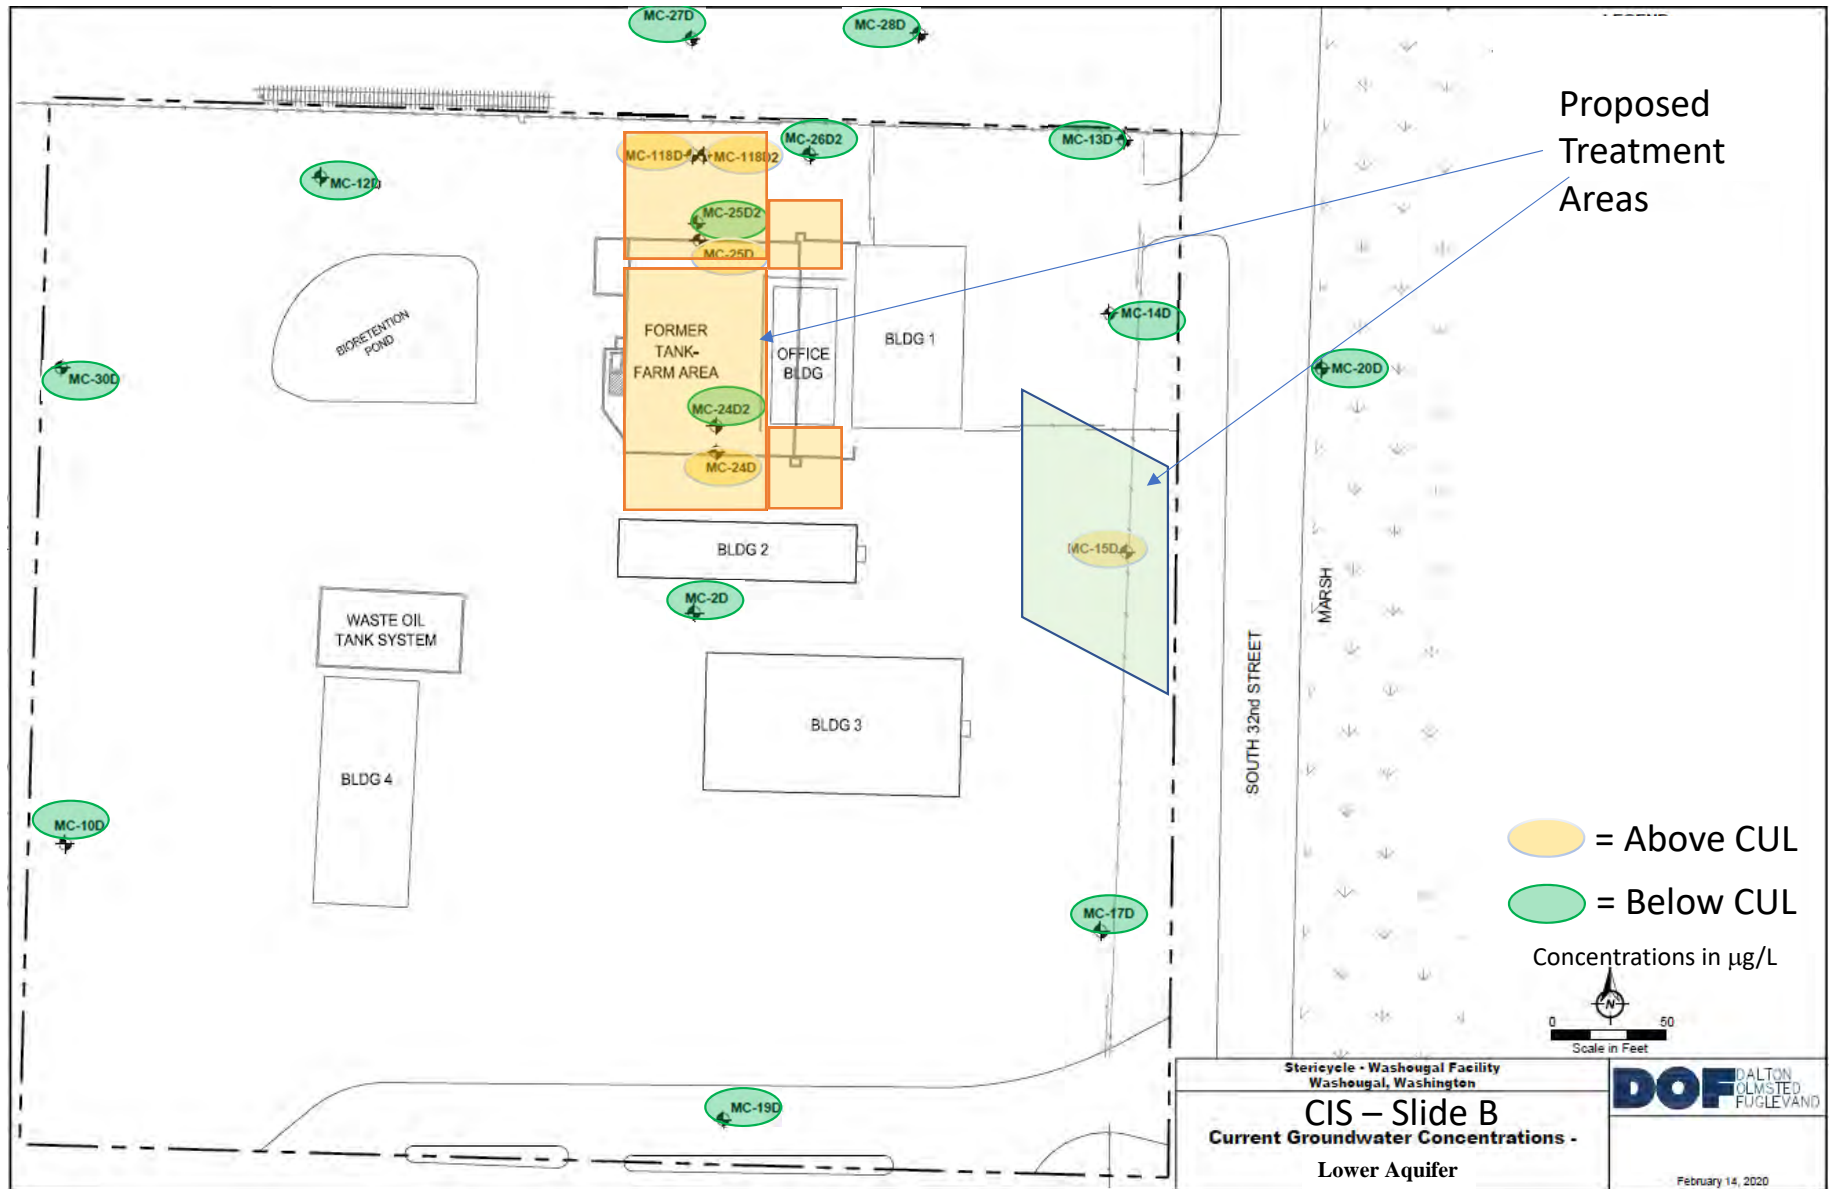 MC-27D
MC-28D
Proposed
Treatment
Areas
MC-118D
MC-118D2
MC-26D2
MC-13D
MC-12D
MC-25D2
MC-25D
BIORETENTION
POND
FORMER
TANK-
FARM AREA
OFFICE
BLDG
BLDG 1
MC-14D
MC-20D
MC-30D
MC-24D2
MC-24D
BLDG 2
MC-15D
MC-2D
WASTE OIL
TANK SYSTEM
BLDG 3
BLDG 4
MC-10D
MC-17D
MC-19D
SOUTH 32nd STREET
MARSH
= Above CUL
= Below CUL
Concentrations in µg/L
N
0 50
Scale in Feet
Stericycle - Washougal Facility
Washougal, Washington
CIS – Slide B
Current Groundwater Concentrations -
Lower Aquifer
DOF DALTON
OLMSTED
FUGLEVAND
February 14, 2020